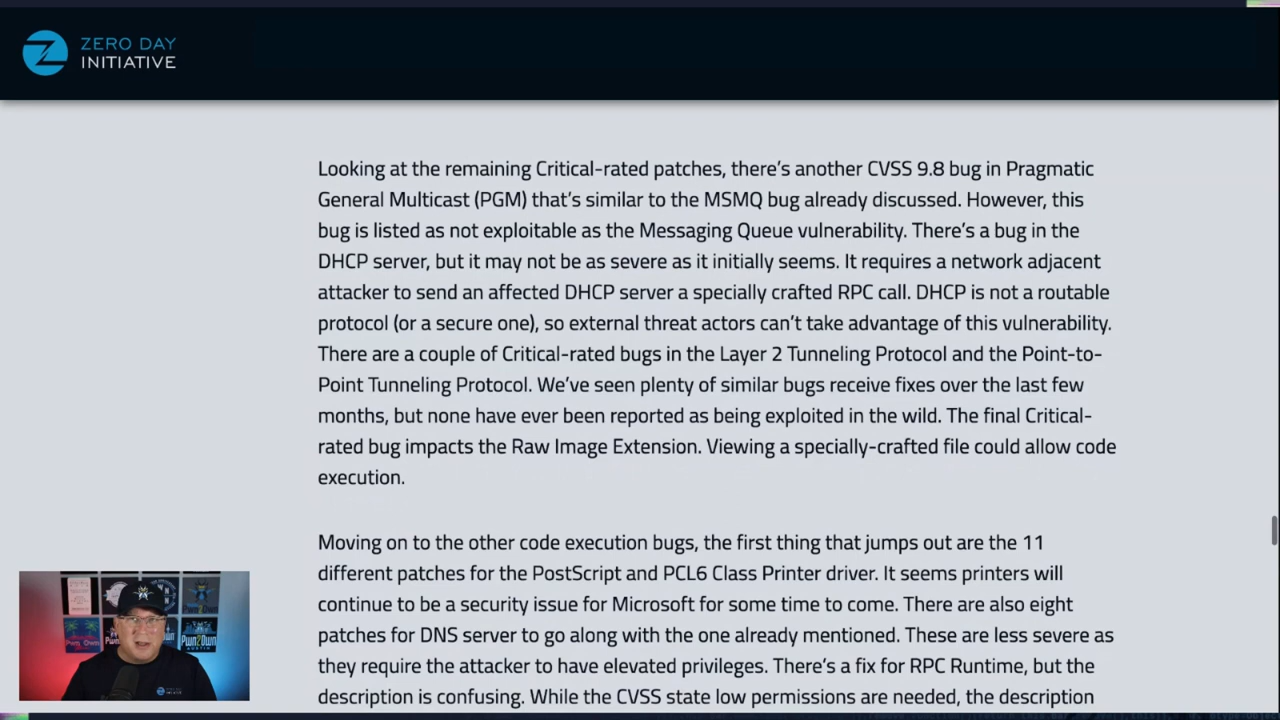 ZERO DAY
INITIATIVE
Looking at the remaining Critical-rated patches, there's another CVSS 9.8 bug in Pragmatic
General Multicast (PGM) that's similar to the MSMQ bug already discussed. However, this
bug is listed as not exploitable as the Messaging Queue vulnerability. There's a bug in the
DHCP server, but it may not be as severe as it initially seems. It requires a network adjacent
attacker to send an affected DHCP server a specially crafted RPC call. DHCP is not a routable
protocol (or a secure one), so external threat actors can't take advantage of this vulnerability.
There are a couple of Critical-rated bugs in the Layer 2 Tunneling Protocol and the Point-to-
Point Tunneling Protocol. We've seen plenty of similar bugs receive fixes over the last few
months, but none have ever been reported as being exploited in the wild. The final Critical-
rated bug impacts the Raw Image Extension. Viewing a specially-crafted file could allow code
execution.
Moving on to the other code execution bugs, the first thing that jumps out are the 11
different patches for the PostScript and PCL6 Class Printer driver. It seems printers will
continue to be a security issue for Microsoft for some time to come. There are also eight
patches for DNS server to go along with the one already mentioned. These are less severe as
they require the attacker to have elevated privileges. There's a fix for RPC Runtime, but the
description is confusing. While the CVSS state low permissions are needed, the description